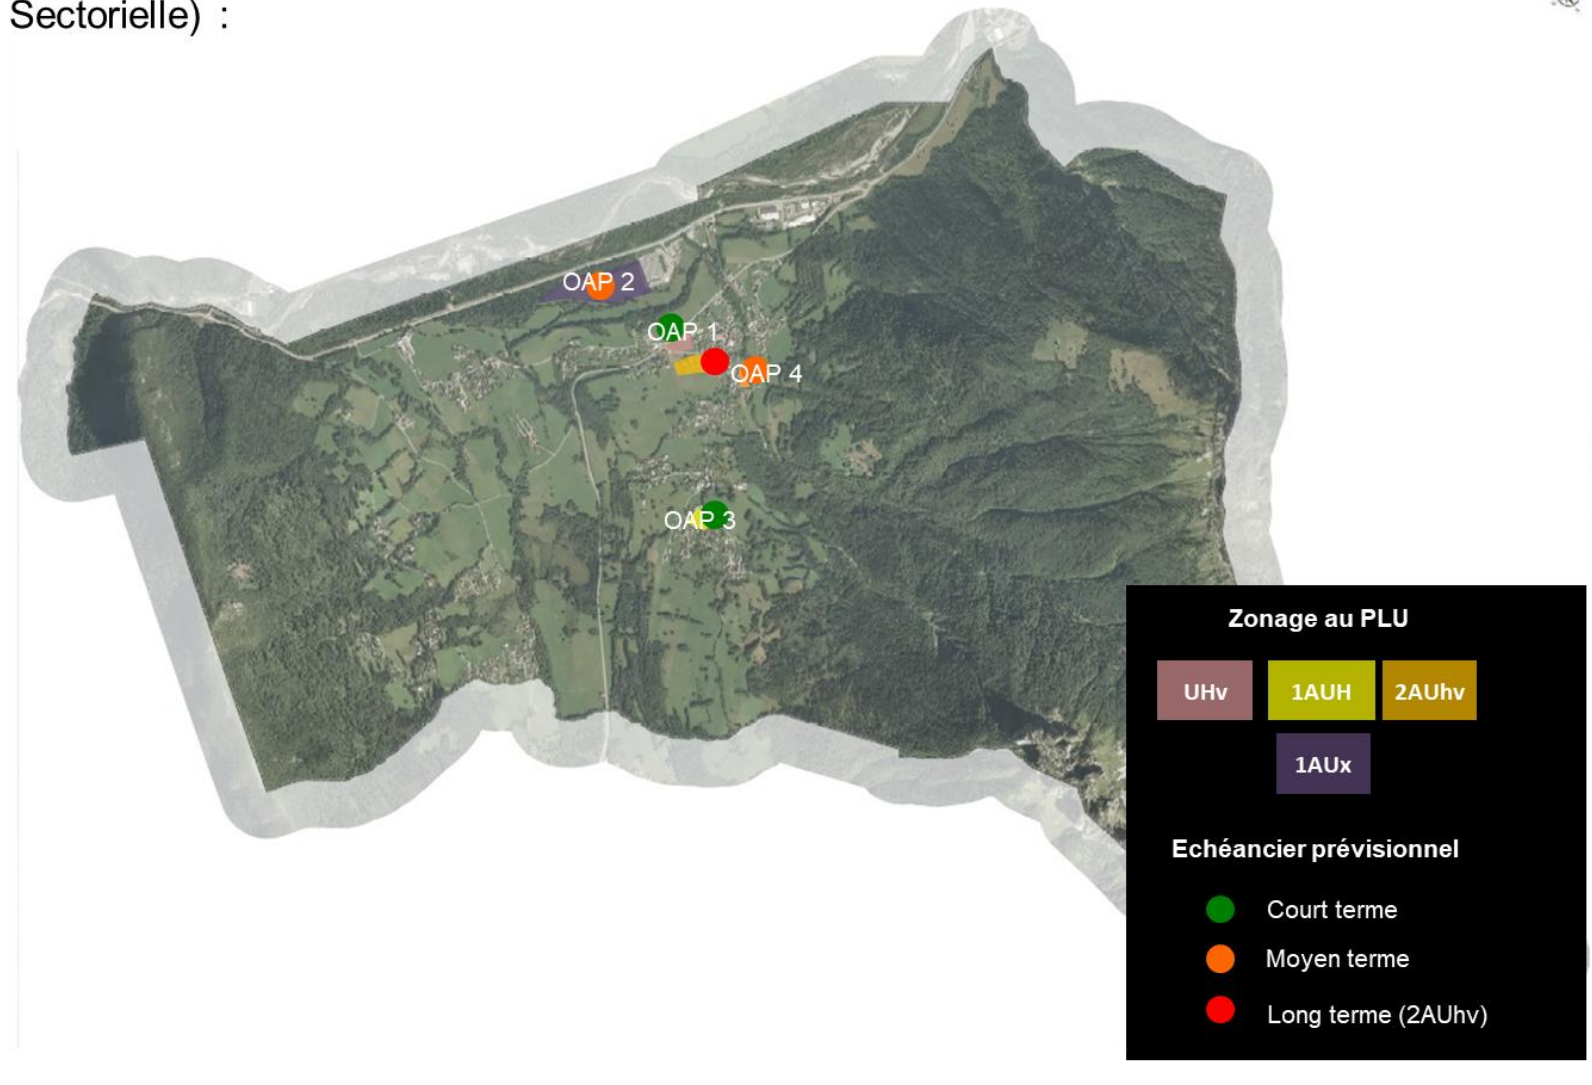 Sectorielle) :
OAP 2
OAP 1
OAP 4
OAP 3
Zonage au PLU
UHv 1AUH 2AUhv
1AUx
Echéancier prévisionnel
Court terme
Moyen terme
Long terme (2AUhv)